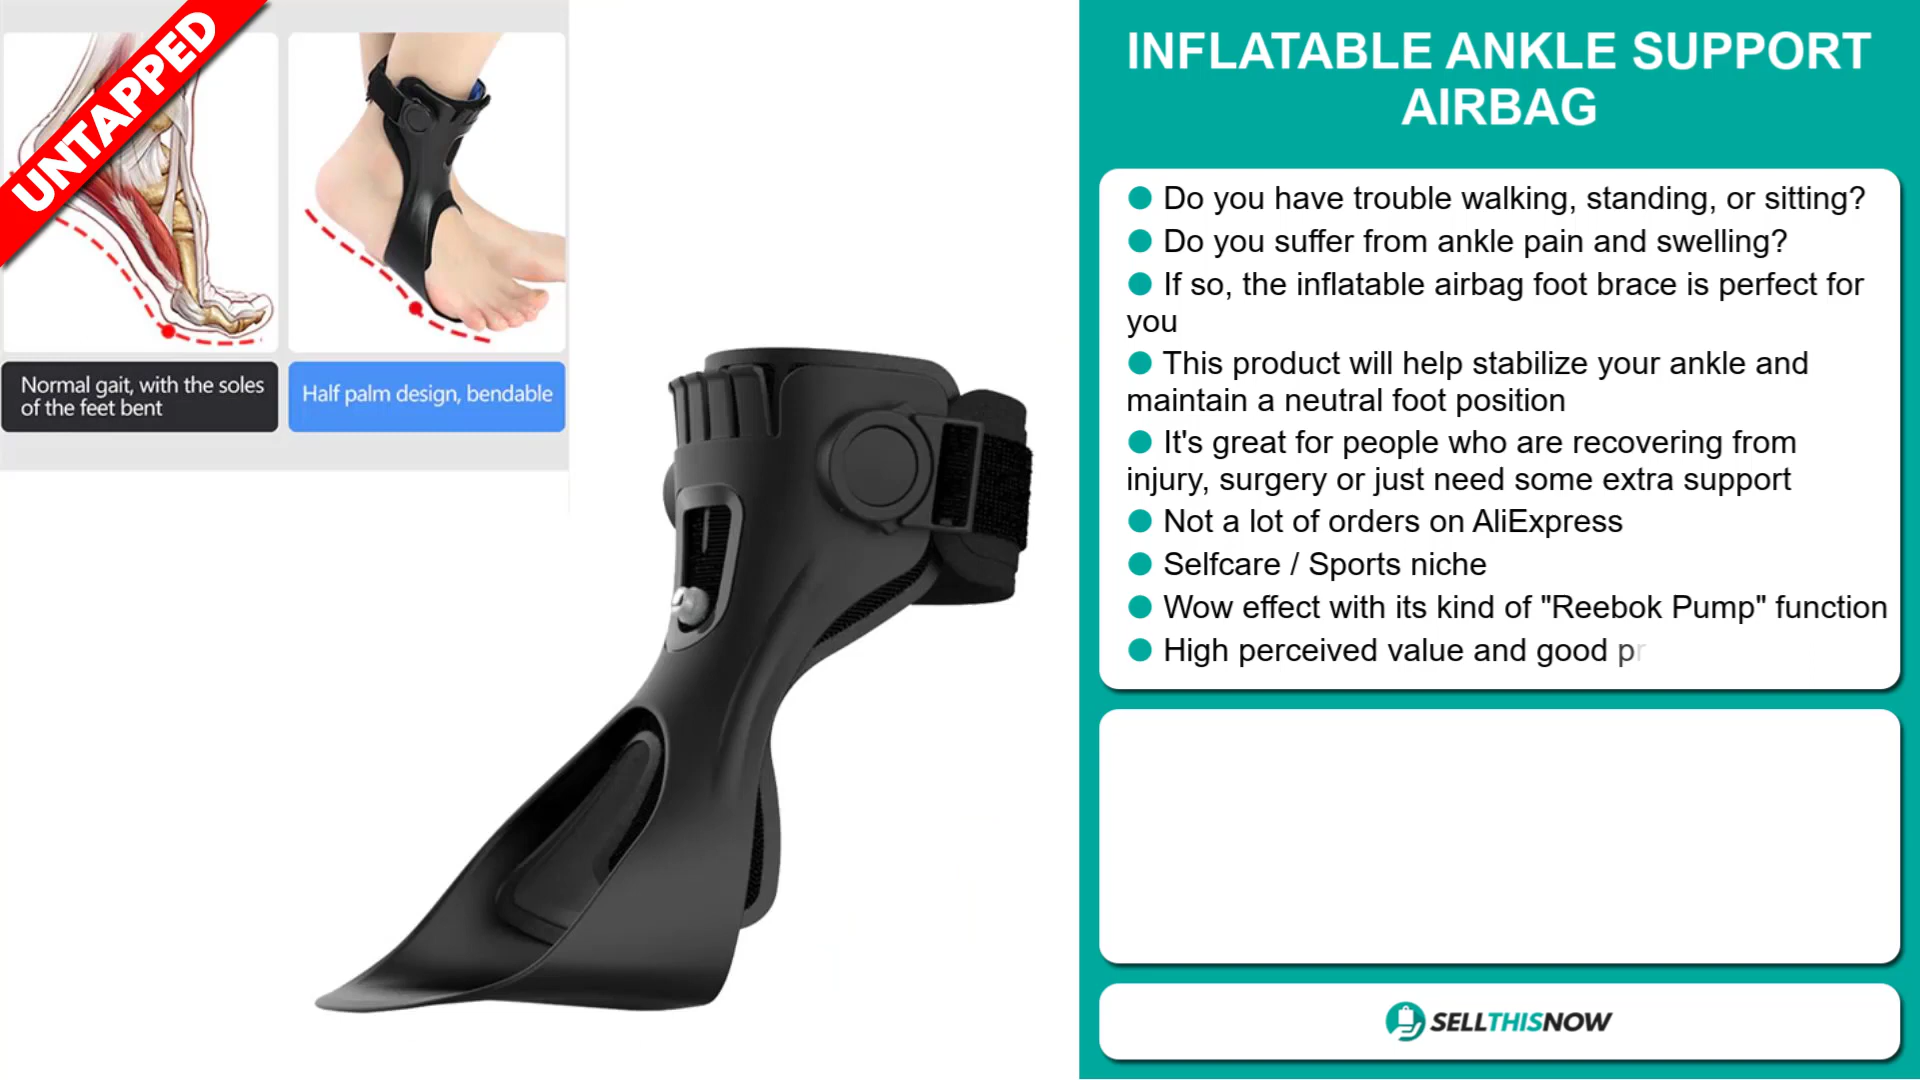 UNTAPPED
Normal gait, with the soles
of the feet bent
Half palm design, bendable
INFLATABLE ANKLE SUPPORT
AIRBAG
● Do you have trouble walking, standing, or sitting?
● Do you suffer from ankle pain and swelling?
● If so, the inflatable airbag foot brace is perfect for
you
● This product will help stabilize your ankle and
maintain a neutral foot position
● It's great for people who are recovering from
injury, surgery or just need some extra support
● Not a lot of orders on AliExpress
● Selfcare / Sports niche
● Wow effect with its kind of "Reebok Pump" function
● High perceived value and good pr
SELLTHISNOW